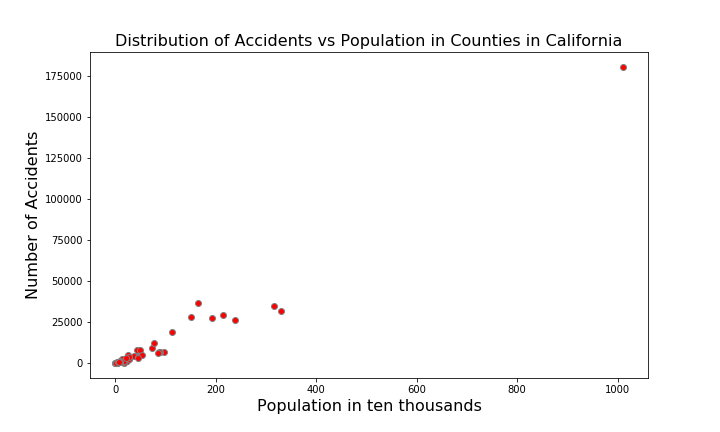 Distribution of Accidents vs Population in Counties in California
175000
150000
125000
100000
75000
50000
25000
0
Number of Accidents
0 200 400 600 800 1000
Population in ten thousands